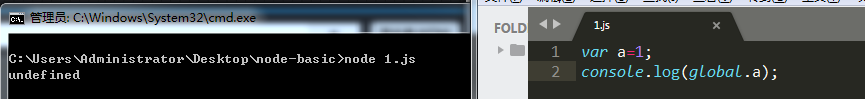 管理员: C:\Windows\System32\cmd.exe
C:\Users\Administrator\Desktop\node-basic>node 1.js
undefined
FOLD
1.js
×
1 var a=1;
2 console.log(global.a);